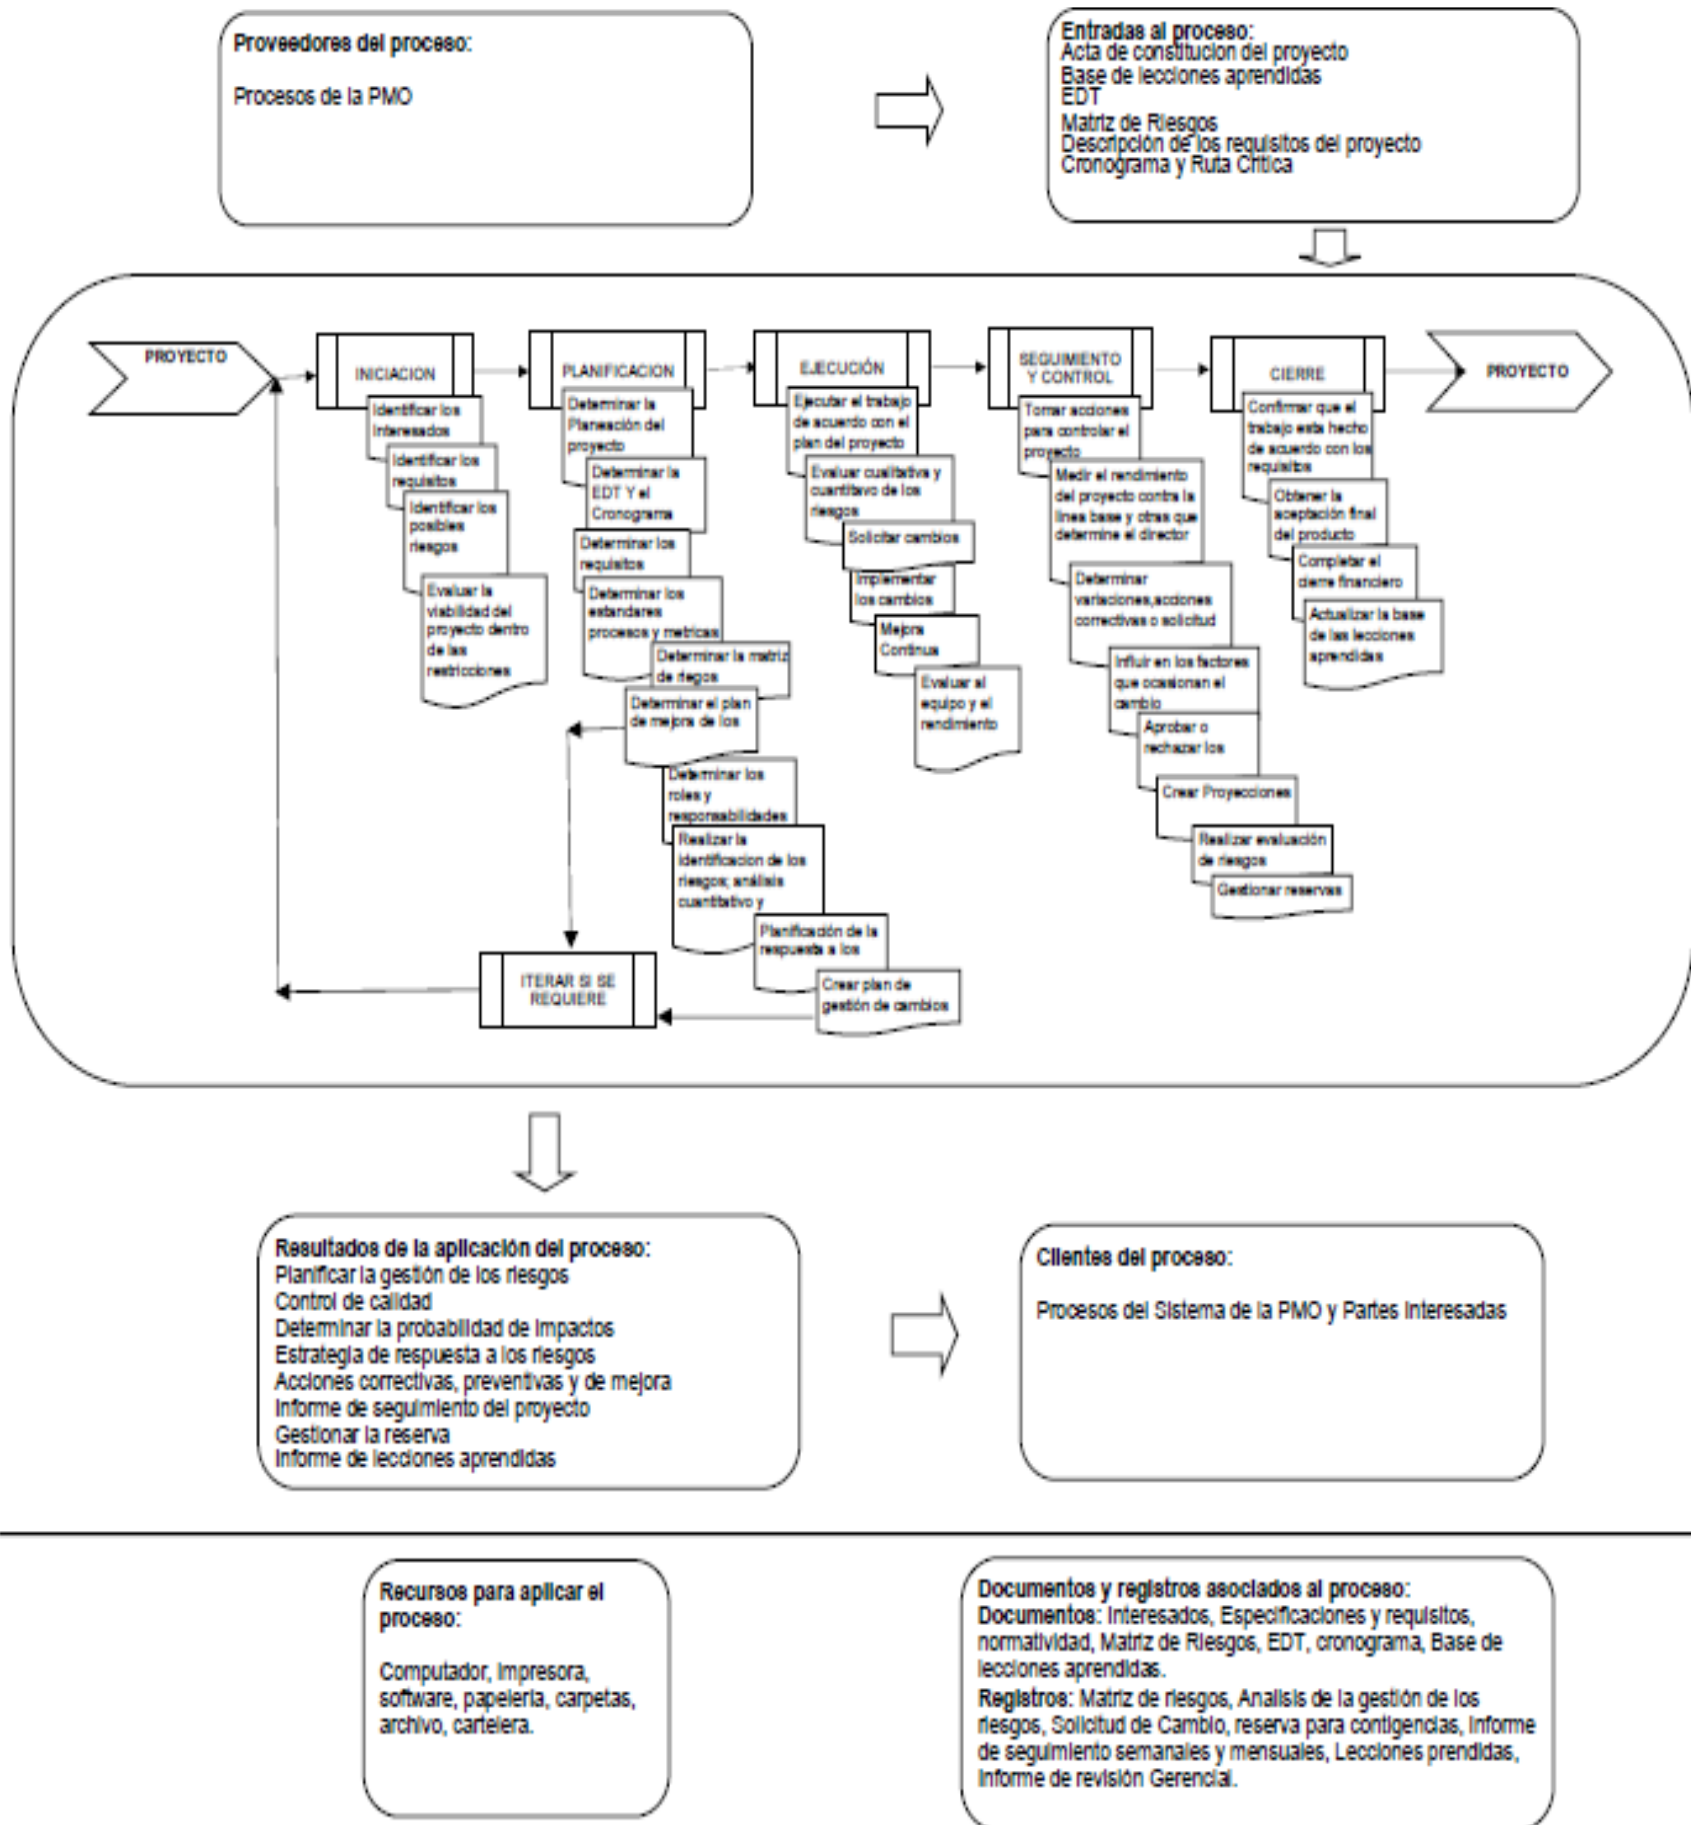 Proveedores del proceso:
Procesos de la PMO
Entradas al proceso:
Acta de constitucion del proyecto
Base de lecciones aprendidas
EDT
Matriz de Riesgos
Descripción de los requisitos del proyecto
Cronograma y Ruta Critica
PROYECTO
INICIACION
Identificar los
Interesados
Identificar los
requisitos
Identificar los
posibles
riesgos
Evaluar la
viabilidad del
proyecto dentro
de las
restricciones
PLANIFICACION
Determinar la
Planeación del
proyecto
Determinar la
EDT Y el
Cronograma
Determinar los
requisitos
Determinar los
estandares
procesos y metricas
Determinar la matriz
de riegos
Determinar el plan
de mejora de los
Determinar los
roles y
responsabilidades
Realizar la
identificacion de los
riesgos; análisis
cuantitativo y
Planificación de la
respuesta a los
Crear plan de
gestión de cambios
ITERAR SI SE
REQUIERE
EJECUCIÓN
Ejecutar el trabajo
de acuerdo con el
plan del proyecto
Evaluar cualitativa y
cuantitavo de los
riesgos
Solicitar cambios
Implementar
los cambios
Mejora
Continua
Evaluar al
equipo y el
rendimiento
SEGUIMIENTO
Y CONTROL
Tomar acciones
para controlar el
proyecto
Medir el rendimiento
del proyecto contra la
linea base y otras que
determine el director
Determinar
variaciones,acciones
correctivas o solicitud
Influir en los factores
que ocasionan el
cambio
Aprobar o
rechazar los
Crear Proyecciones
Realizar evaluación
de riesgos
Gestionar reservas
CIERRE
Confirmar que el
trabajo esta hecho
de acuerdo con los
requisitos
Obtener la
aceptación final
del producto
Completar el
cierre financiero
Actualizar la base
de las lecciones
aprendidas
PROYECTO
Resultados de la aplicación del proceso:
Planificar la gestión de los riesgos
Control de calidad
Determinar la probabilidad de impactos
Estrategia de respuesta a los riesgos
Acciones correctivas, preventivas y de mejora
Informe de seguimiento del proyecto
Gestionar la reserva
Informe de lecciones aprendidas
Clientes del proceso:
Procesos del Sistema de la PMO y Partes Interesadas
Recursos para aplicar el
proceso:
Computador, impresora,
software, papeleria, carpetas,
archivo, cartelera.
Documentos y registros asociados al proceso:
Documentos: Interesados, Especificaciones y requisitos,
normatividad, Matriz de Riesgos, EDT, cronograma, Base de
lecciones aprendidas.
Registros: Matriz de riesgos, Analisis de la gestión de los
riesgos, Solicitud de Cambio, reserva para contigencias, Informe
de seguimiento semanales y mensuales, Lecciones prendidas,
Informe de revisión Gerencial.